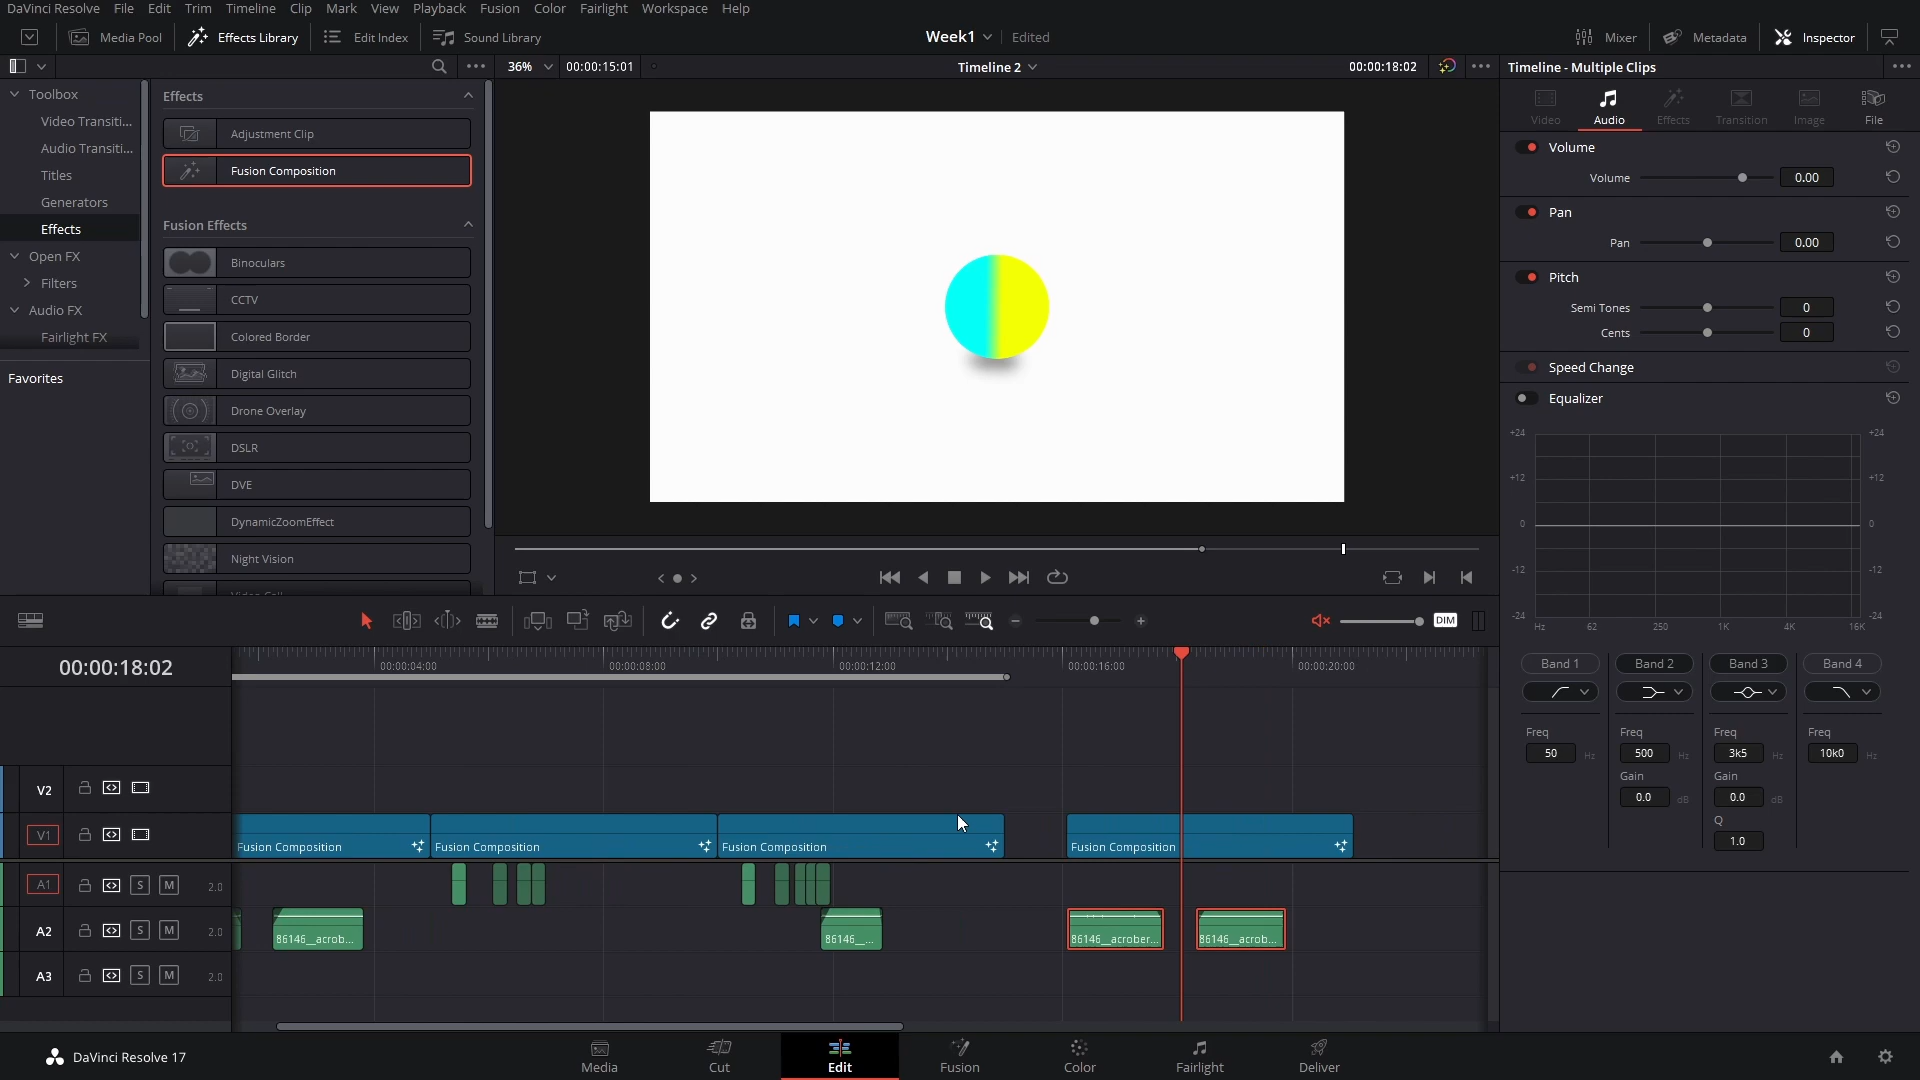 DaVinci Resolve File Edit Trim Timeline Clip Mark View Playback Fusion Color Fairlight Workspace Help
Media Pool Effects Library Edit Index Sound Library Week1 Edited Mixer Metadata Inspector
36% 00:00:15:01 Timeline 2 00:00:18:02 Timeline - Multiple Clips
Toolbox
Video Transiti...
Audio Transiti...
Titles
Generators
Effects
Open FX
Filters
Audio FX
Fairlight FX
Favorites
Effects
Adjustment Clip
Fusion Composition
Fusion Effects
Binoculars
CCTV
Colored Border
Digital Glitch
Drone Overlay
DSLR
DVE
DynamicZoomEffect
Night Vision
Video Call
Video Audio Effects Transition Image File
Volume
Volume 0.00
Pan
Pan 0.00
Pitch
Semi Tones 0
Cents 0
Speed Change
Equalizer
+24 +24
+12 +12
0 0
-12 -12
-24 -24
Hz 62 250 1K 4K 16K
Band 1 Band 2 Band 3 Band 4
Freq Freq Freq Freq
50 Hz 500 Hz 3k5 Hz 10k0 Hz
Gain Gain
0.0 dB 0.0 dB
Q
1.0
DIM
00:00:18:02 00:00:04:00 00:00:08:00 00:00:12:00 00:00:16:00 00:00:20:00
V2
V1 Fusion Composition Fusion Composition Fusion Composition Fusion Composition
A1 S M 2.0
A2 S M 2.0 86146__acrob... 86146__... 86146__acrober... 86146__acrob...
A3 S M 2.0
DaVinci Resolve 17 Media Cut Edit Fusion Color Fairlight Deliver